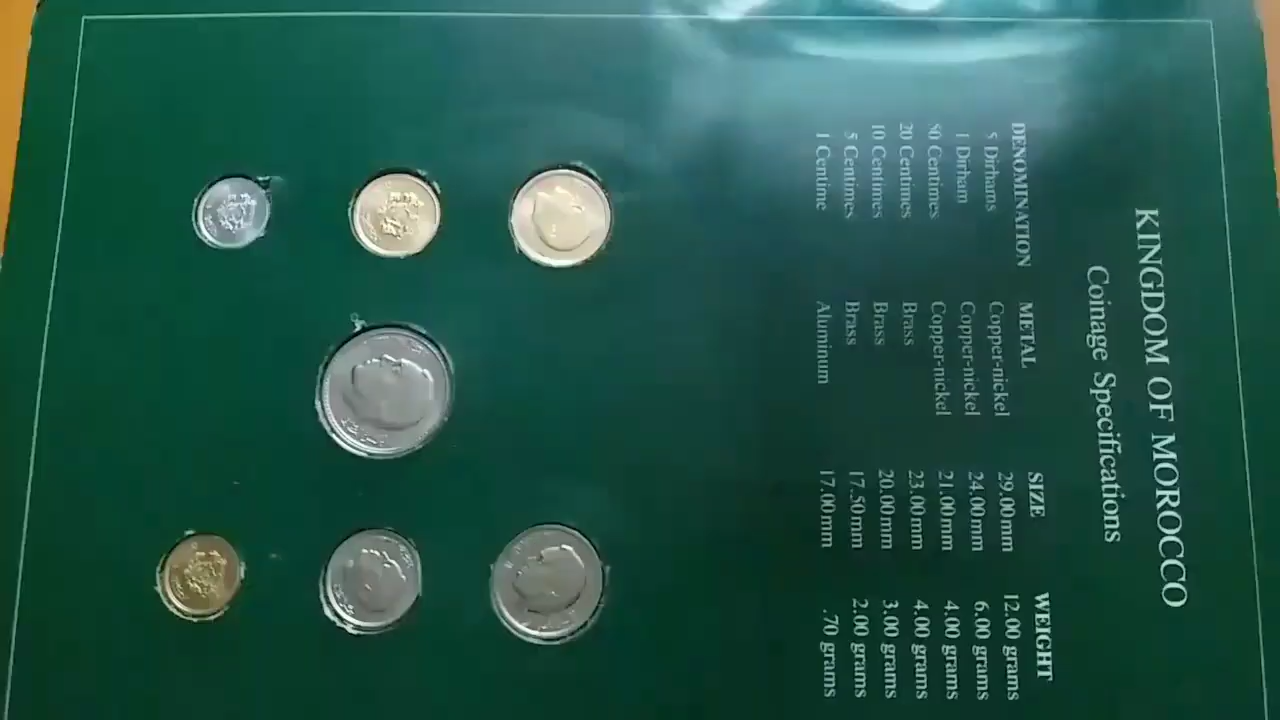 KINGDOM OF MOROCCO
Coinage Specifications
DENOMINATION METAL SIZE WEIGHT
5 Dirhams Copper-nickel 29.00mm 12.00 grams
1 Dirham Copper-nickel 24.00mm 6.00 grams
50 Centimes Copper-nickel 21.00mm 4.00 grams
20 Centimes Brass 23.00mm 4.00 grams
10 Centimes Brass 20.00mm 3.00 grams
5 Centimes Brass 17.50mm 2.00 grams
1 Centime Aluminum 17.00mm .70 grams